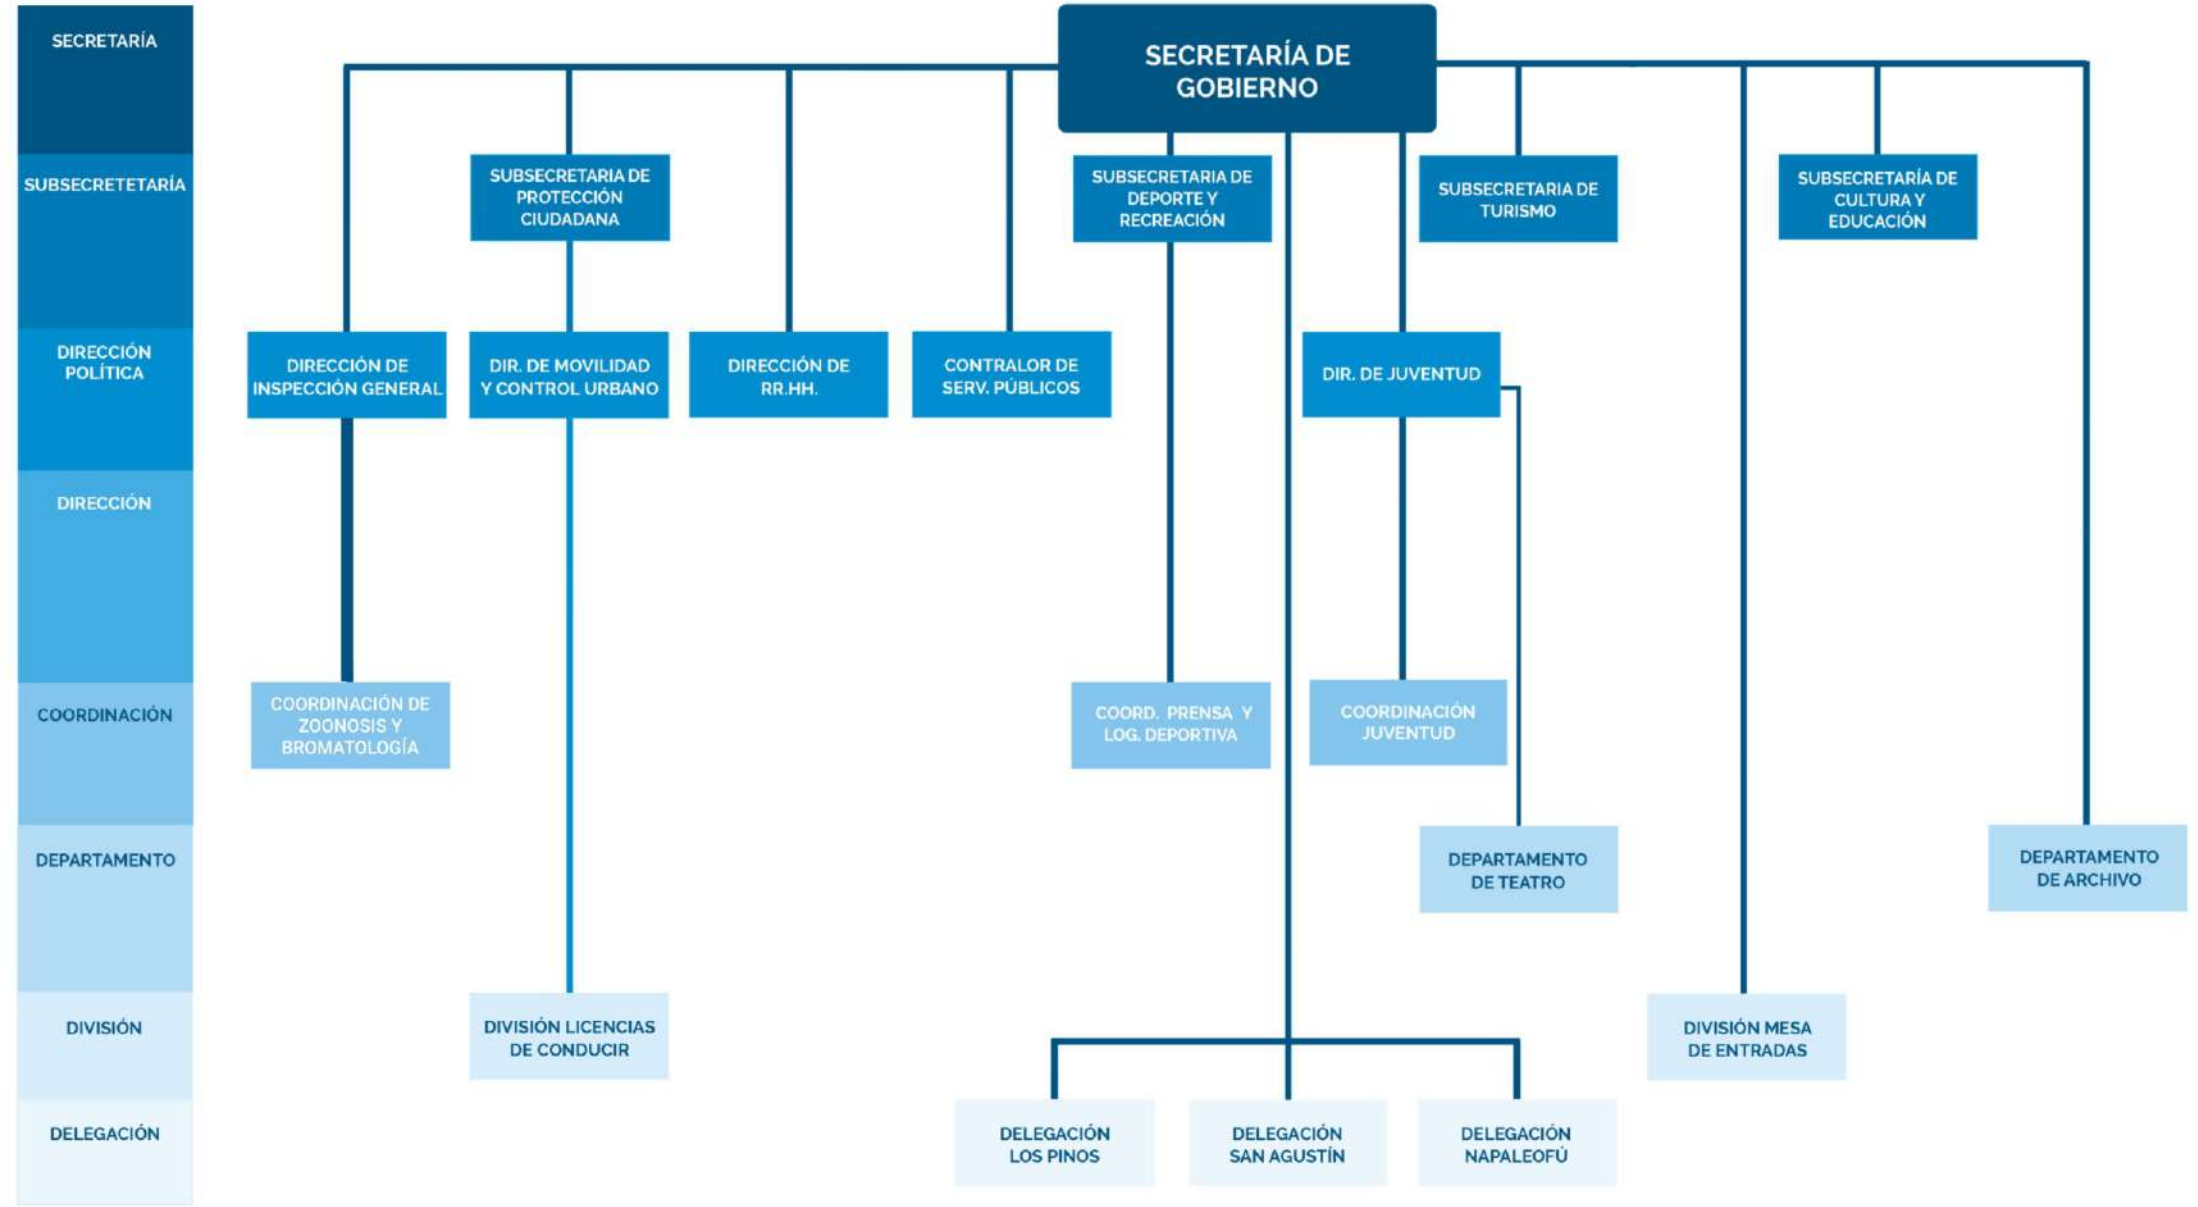 SECRETARÍA
SECRETARÍA DE
GOBIERNO
SUBSECRETETARÍA
SUBSECRETARIA DE
PROTECCIÓN
CIUDADANA
SUBSECRETARIA DE
DEPORTE Y
RECREACIÓN
SUBSECRETARIA DE
TURISMO
SUBSECRETARÍA DE
CULTURA Y
EDUCACIÓN
DIRECCIÓN
POLÍTICA
DIRECCIÓN DE
INSPECCIÓN GENERAL
DIR. DE MOVILIDAD
Y CONTROL URBANO
DIRECCIÓN DE
RR.HH.
CONTRALOR DE
SERV. PÚBLICOS
DIR. DE JUVENTUD
DIRECCIÓN
COORDINACIÓN
COORDINACIÓN DE
ZOONOSIS Y
BROMATOLOGÍA
COORD. PRENSA Y
LOG. DEPORTIVA
COORDINACIÓN
JUVENTUD
DEPARTAMENTO
DEPARTAMENTO
DE TEATRO
DEPARTAMENTO
DE ARCHIVO
DIVISIÓN
DIVISIÓN LICENCIAS
DE CONDUCIR
DIVISIÓN MESA
DE ENTRADAS
DELEGACIÓN
DELEGACIÓN
LOS PINOS
DELEGACIÓN
SAN AGUSTÍN
DELEGACIÓN
NAPALEOFÚ